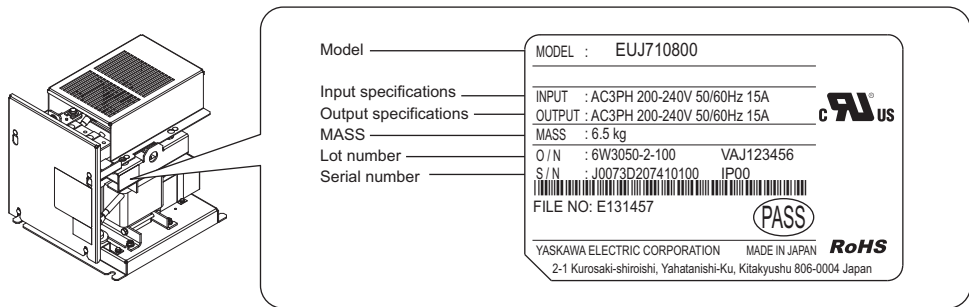 Model
Input specifications
Output specifications
MASS
Lot number
Serial number
MODEL : EUJ710800
INPUT : AC3PH 200-240V 50/60Hz 15A
OUTPUT : AC3PH 200-240V 50/60Hz 15A
MASS : 6.5 kg
O / N : 6W3050-2-100 VAJ123456
S / N : J0073D207410100 IP00
FILE NO: E131457
PASS
YASKAWA ELECTRIC CORPORATION MADE IN JAPAN
2-1 Kurosaki-shiroishi, Yahatanishi-Ku, Kitakyushu 806-0004 Japan
c RU® US
RoHS